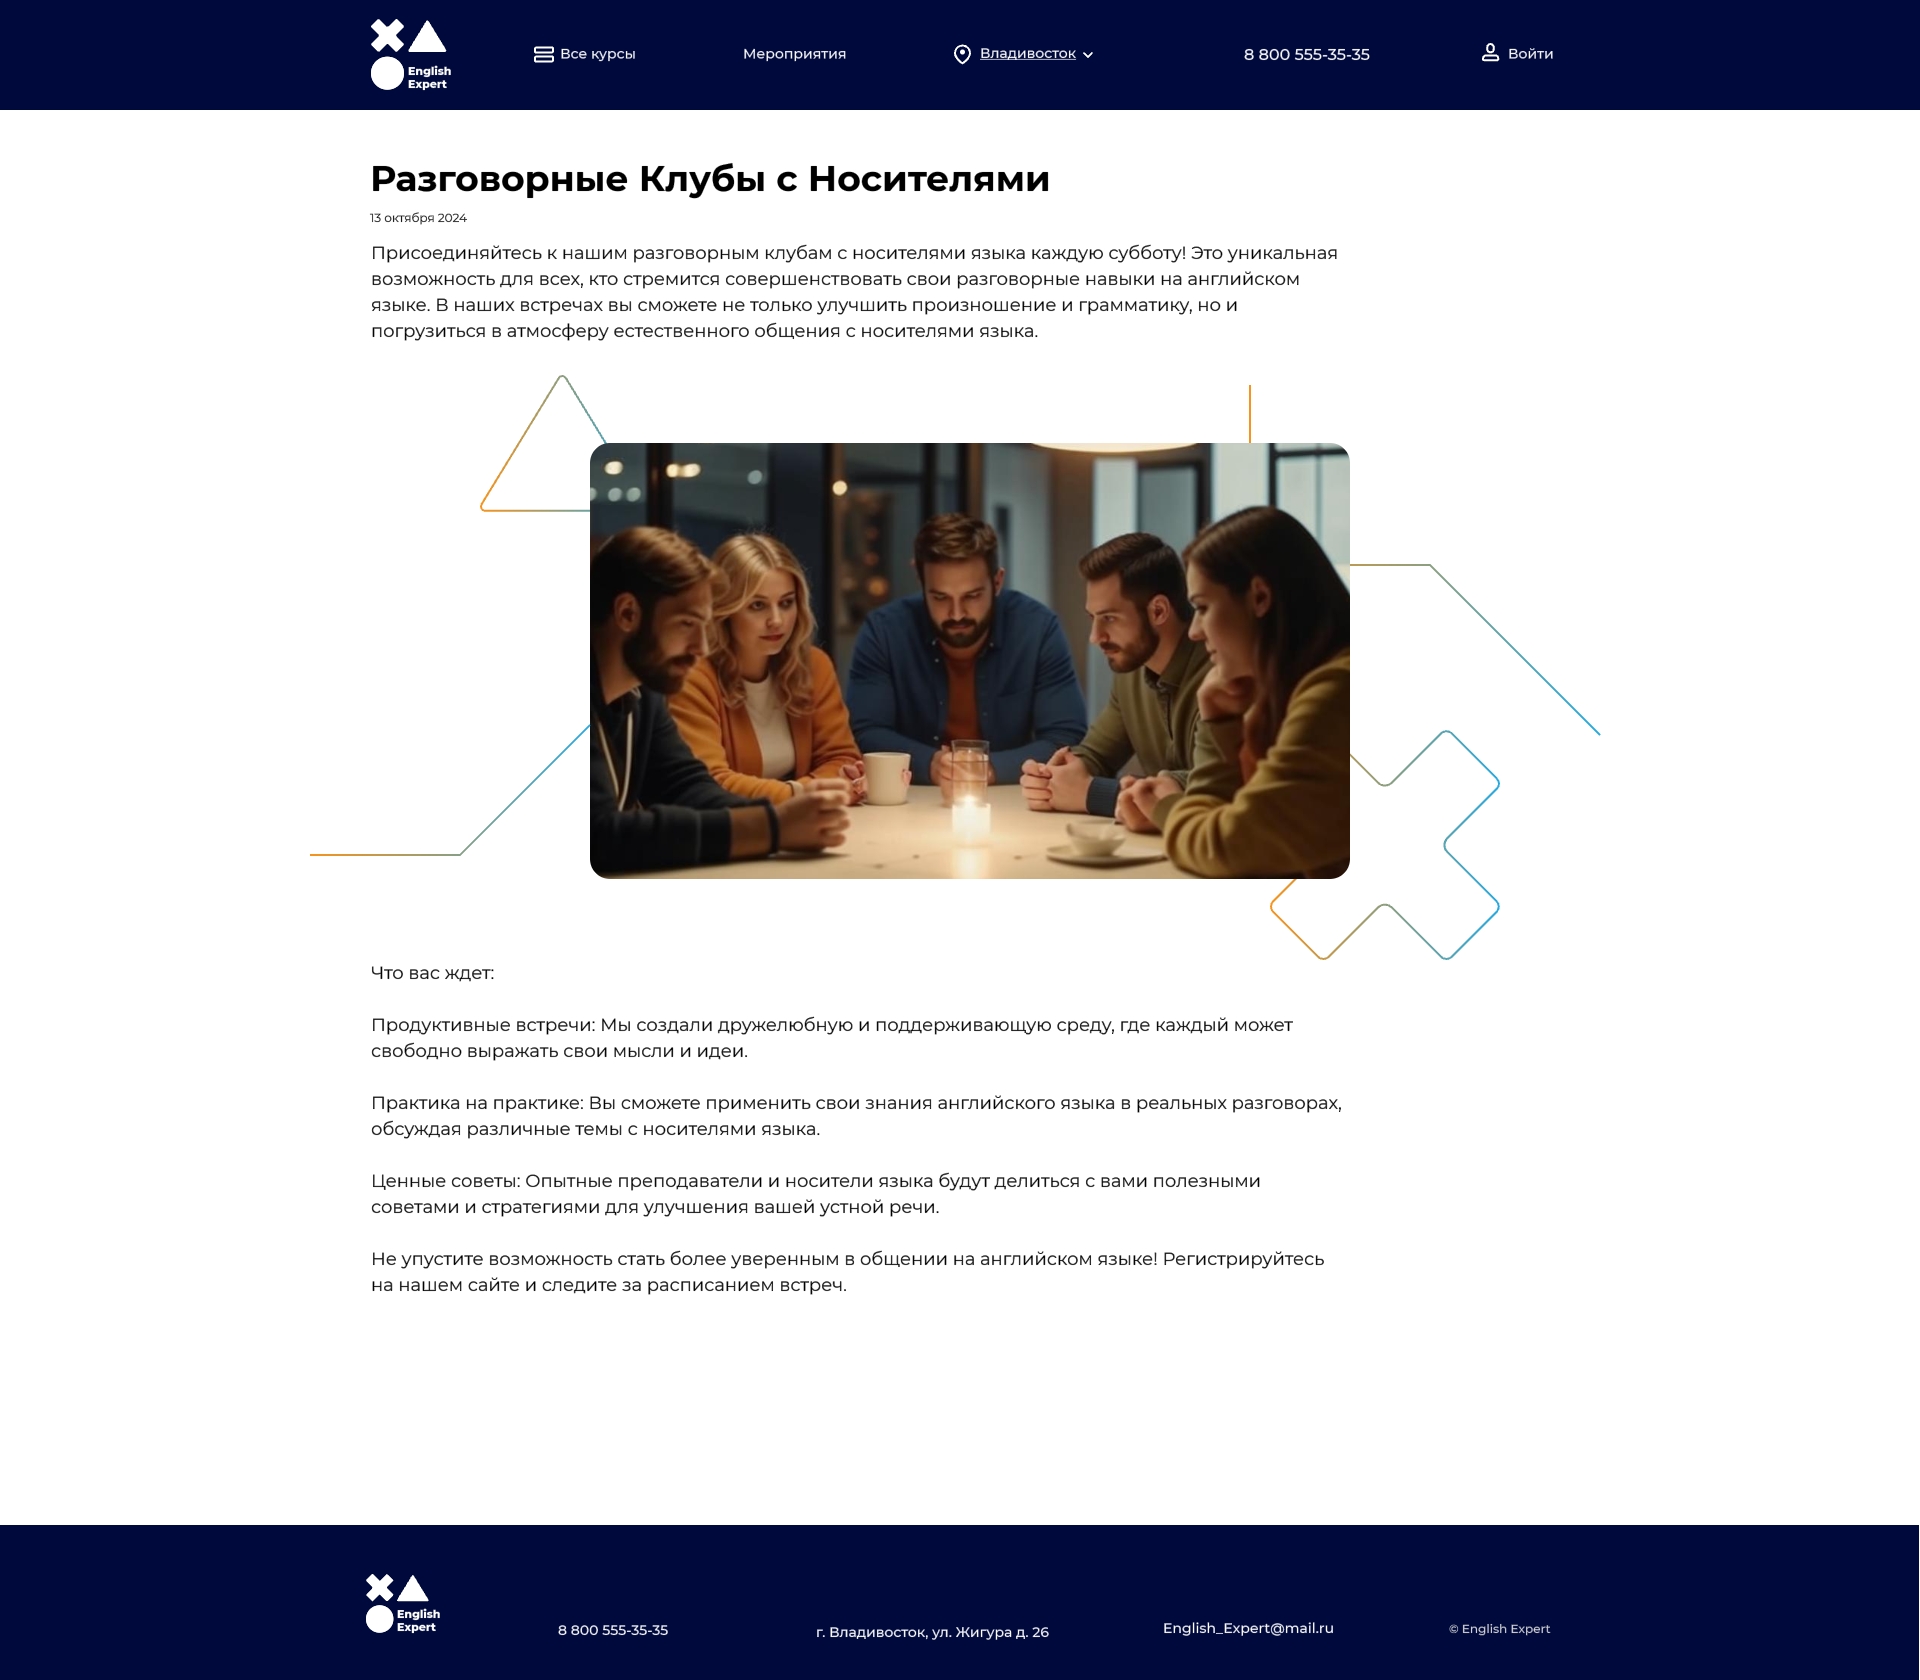 English
Expert
Все курсы
Мероприятия
Владивосток
8 800 555-35-35
Войти
Разговорные Клубы с Носителями
13 октября 2024
Присоединяйтесь к нашим разговорным клубам с носителями языка каждую субботу! Это уникальная
возможность для всех, кто стремится совершенствовать свои разговорные навыки на английском
языке. В наших встречах вы сможете не только улучшить произношение и грамматику, но и
погрузиться в атмосферу естественного общения с носителями языка.
Что вас ждет:
Продуктивные встречи: Мы создали дружелюбную и поддерживающую среду, где каждый может
свободно выражать свои мысли и идеи.
Практика на практике: Вы сможете применить свои знания английского языка в реальных разговорах,
обсуждая различные темы с носителями языка.
Ценные советы: Опытные преподаватели и носители языка будут делиться с вами полезными
советами и стратегиями для улучшения вашей устной речи.
Не упустите возможность стать более уверенным в общении на английском языке! Регистрируйтесь
на нашем сайте и следите за расписанием встреч.
English
Expert
8 800 555-35-35
г. Владивосток, ул. Жигура д. 26
English_Expert@mail.ru
© English Expert